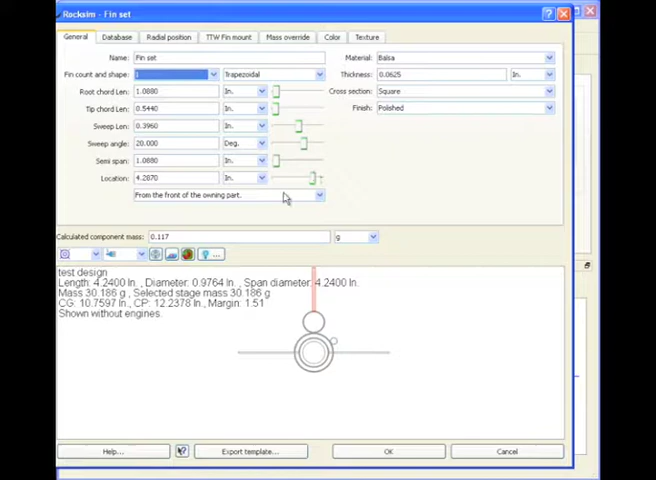 Rocksim - Fin set
General Database Radial position TTW Fin mount Mass override Color Texture
Name: Fin set Material: Balsa
Fin count and shape: 1 Trapezoidal Thickness: 0.0625 In.
Root chord Len: 1.0880 In. Cross section: Square
Tip chord Len: 0.5440 In. Finish: Polished
Sweep Len: 0.3960 In.
Sweep angle: 20.000 Deg.
Semi span: 1.0880 In.
Location: 4.2870 In.
From the front of the owning part.
Calculated component mass: 0.117 g
test design
Length: 4.2400 In. , Diameter: 0.9764 In. , Span diameter: 4.2400 In.
Mass 30.186 g , Selected stage mass 30.186 g
CG: 10.7597 In., CP: 12.2378 In., Margin: 1.51
Shown without engines.
Help... Export template... OK Cancel